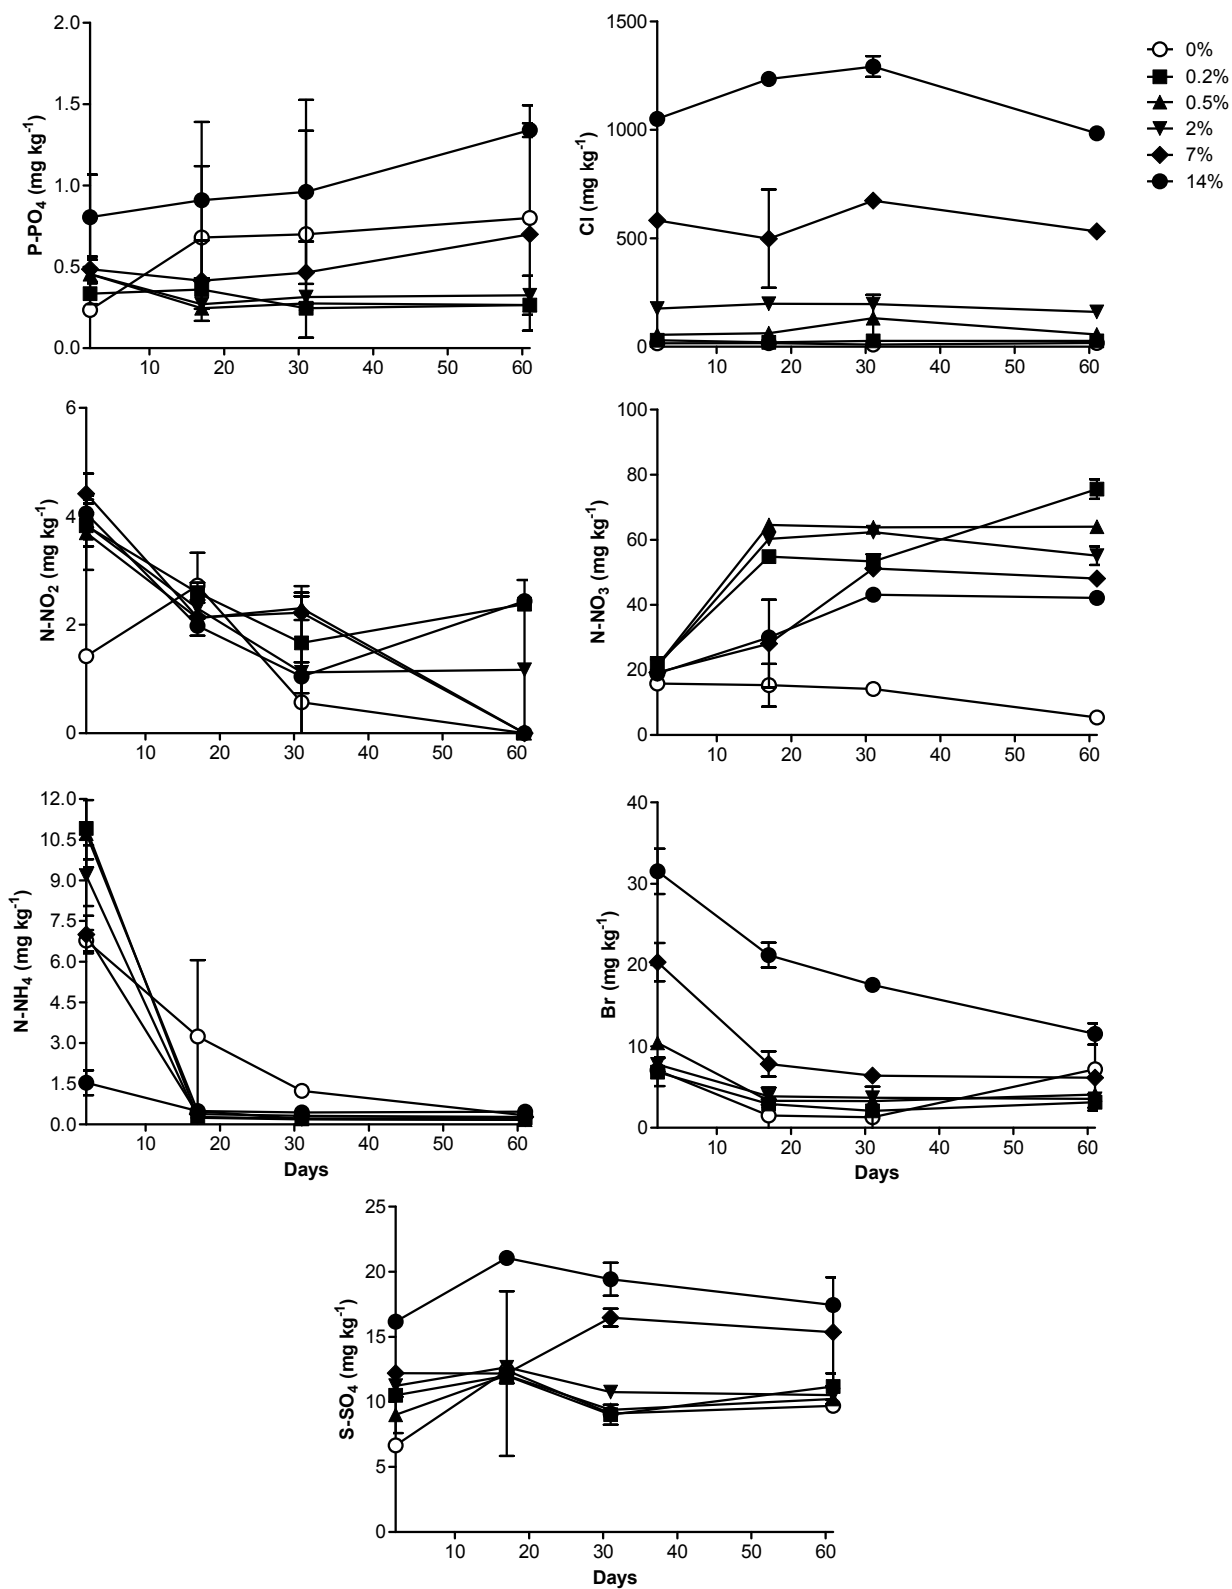 2.0
1.5
1.0
0.5
0.0
P-PO4 (mg kg-1)
10 20 30 40 50 60
1500
1000
500
0
Cl (mg kg-1)
10 20 30 40 50 60
0%
0.2%
0.5%
2%
7%
14%
6
4
2
0
N-NO2 (mg kg-1)
10 20 30 40 50 60
100
80
60
40
20
0
N-NO3 (mg kg-1)
10 20 30 40 50 60
12.0
10.5
9.0
7.5
6.0
4.5
3.0
1.5
0.0
N-NH4 (mg kg-1)
10 20 30 40 50 60
Days
40
30
20
10
0
Br (mg kg-1)
10 20 30 40 50 60
Days
25
20
15
10
5
0
S-SO4 (mg kg-1)
10 20 30 40 50 60
Days